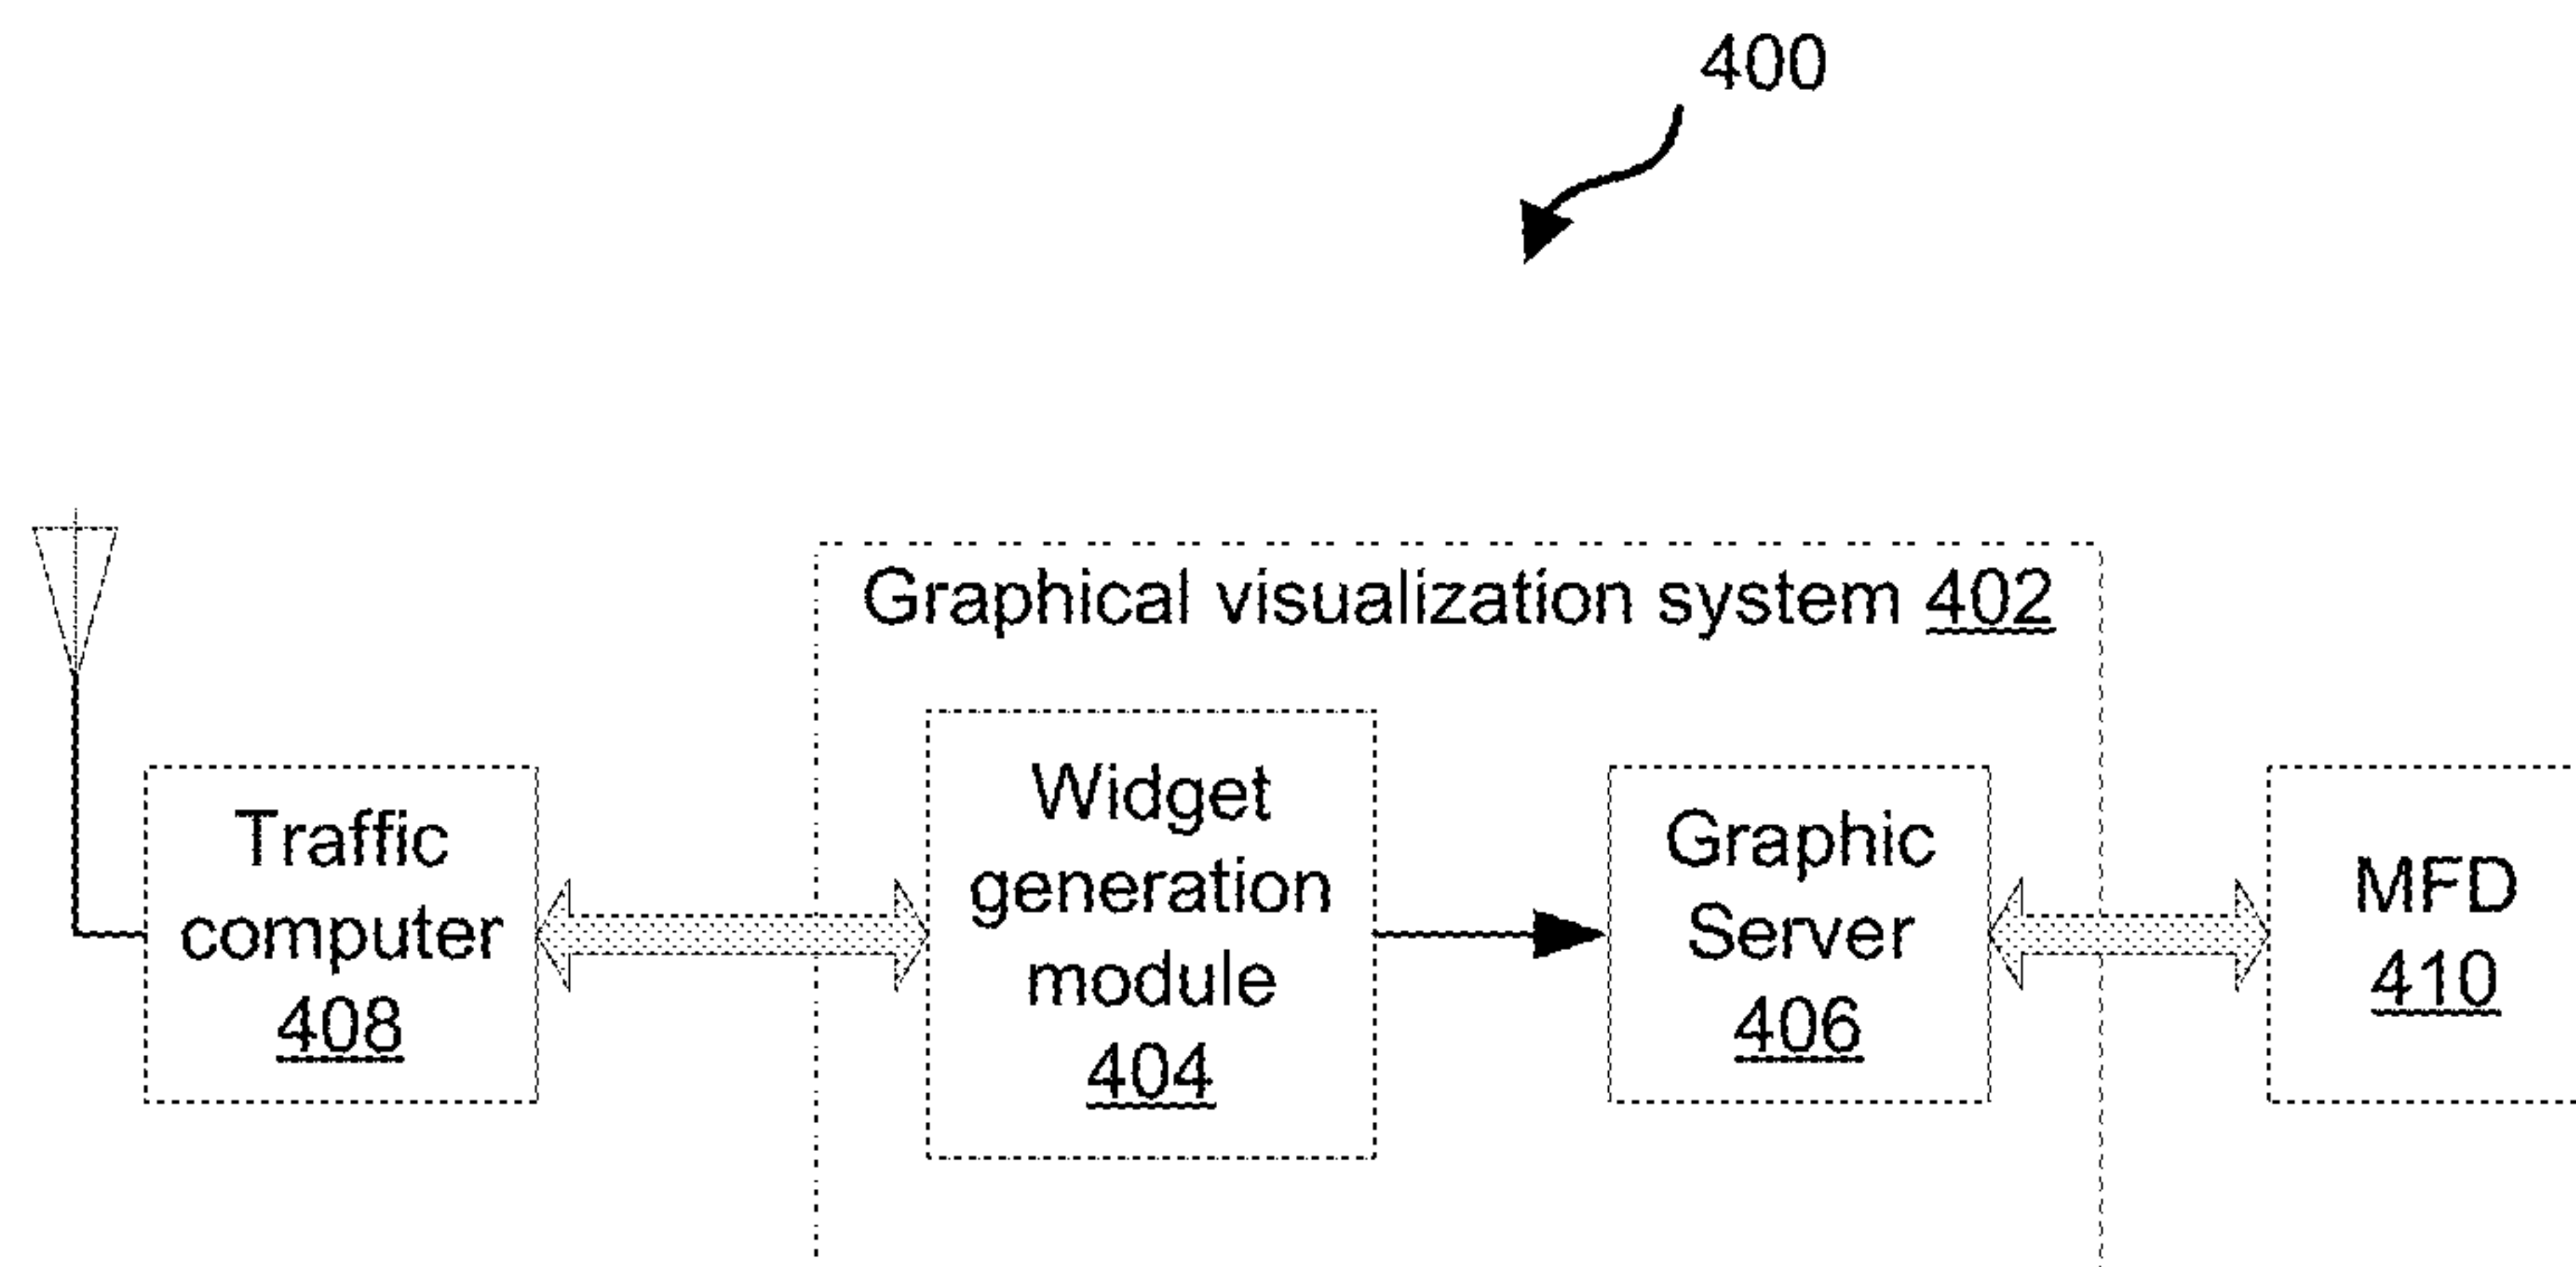 400
Graphical visualization system 402
Traffic
computer
408
Widget
generation
module
404
Graphic
Server
406
MFD
410